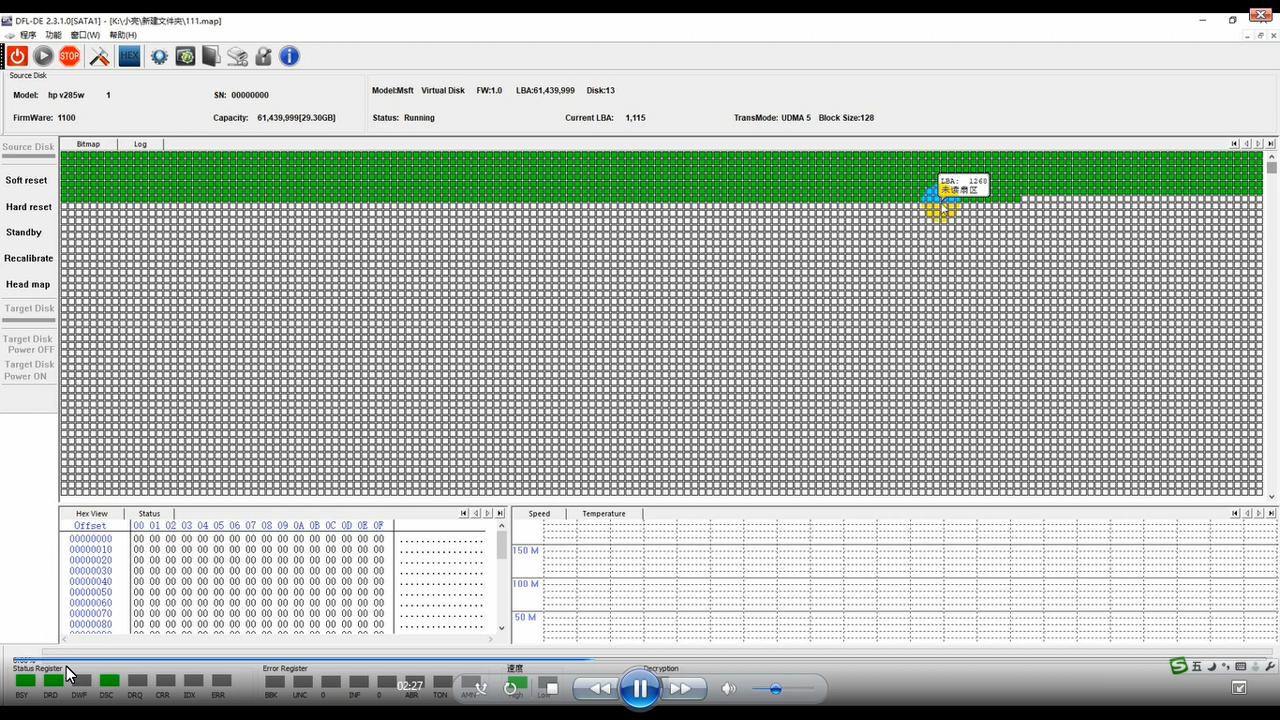 DFL-DE 2.3.1.0[SATA1] - [K:\小亮\新建文件夹\111.map]
程序 功能 窗口(W) 帮助(H)
STOP HEX
Source Disk
Model: hp v285w 1 SN: 00000000
FirmWare: 1100 Capacity: 61,439,999[29.30GB]
Model:Msft Virtual Disk FW:1.0 LBA:61,439,999 Disk:13
Status: Running Current LBA: 1,115 TransMode: UDMA 5 Block Size:128
Source Disk
Soft reset
Hard reset
Standby
Recalibrate
Head map
Target Disk
Target Disk
Power OFF
Target Disk
Power ON
Bitmap Log
LBA: 1260
未读扇区
Hex View Status
Offset 00 01 02 03 04 05 06 07 08 09 0A 0B 0C 0D 0E 0F
00000000 00 00 00 00 00 00 00 00 00 00 00 00 00 00 00 00 ................
00000010 00 00 00 00 00 00 00 00 00 00 00 00 00 00 00 00 ................
00000020 00 00 00 00 00 00 00 00 00 00 00 00 00 00 00 00 ................
00000030 00 00 00 00 00 00 00 00 00 00 00 00 00 00 00 00 ................
00000040 00 00 00 00 00 00 00 00 00 00 00 00 00 00 00 00 ................
00000050 00 00 00 00 00 00 00 00 00 00 00 00 00 00 00 00 ................
00000060 00 00 00 00 00 00 00 00 00 00 00 00 00 00 00 00 ................
00000070 00 00 00 00 00 00 00 00 00 00 00 00 00 00 00 00 ................
00000080 00 00 00 00 00 00 00 00 00 00 00 00 00 00 00 00 ................
Speed Temperature
150 M
100 M
50 M
Status Register
BSY DRD DWF DSC DRQ CRR IDX ERR
Error Register
BBK UNC 0 INF 0 ABR TON AMN
02:27
速度
High Low
Decryption
五